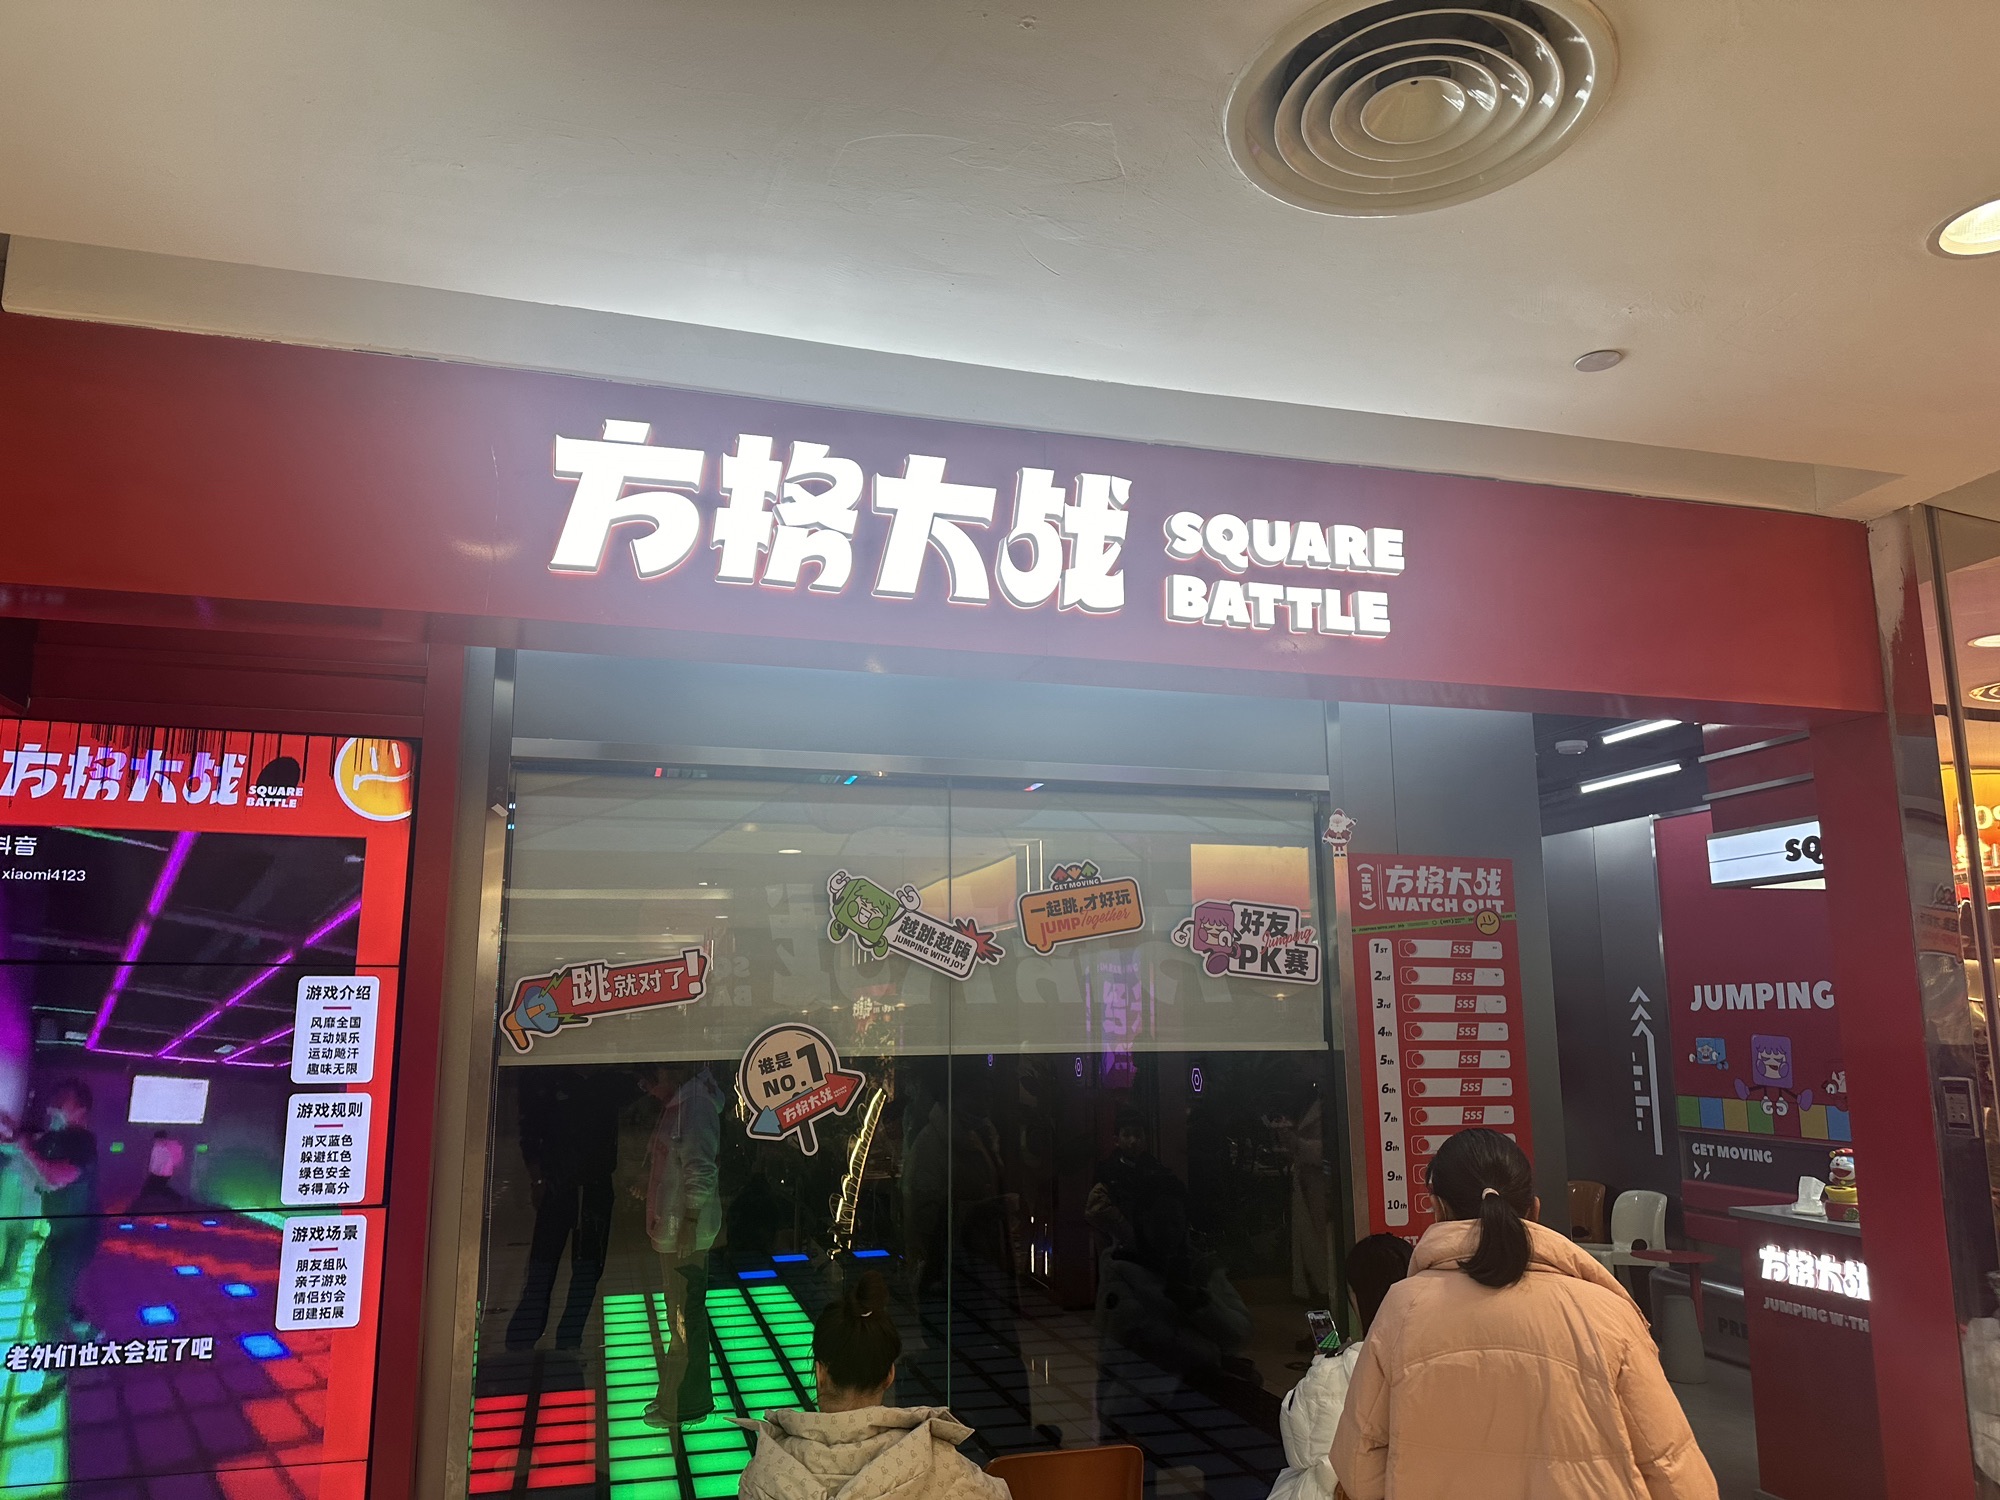 方格大战
SQUARE
BATTLE
方格大战
SQUARE
BATTLE
抖音
xiaomi4123
游戏介绍
风靡全国
互动娱乐
运动飚汗
趣味无限
游戏规则
消灭蓝色
躲避红色
绿色安全
夺得高分
游戏场景
朋友组队
亲子游戏
情侣约会
团建拓展
老外们也太会玩了吧
跳就对了!
越跳越嗨
JUMPING WITH JOY
GET MOVING
一起跳,才好玩
JUMP together
好友
Jumping
PK赛
谁是
NO.1
方格大战
(HEY)
方格大战
WATCH OUT
1ST SSS
2nd SSS
3rd SSS
4th SSS
5th SSS
6th SSS
7th SSS
8th
9th
10th
SQ
JUMPING
GET MOVING
方格大战
JUMPING WITH